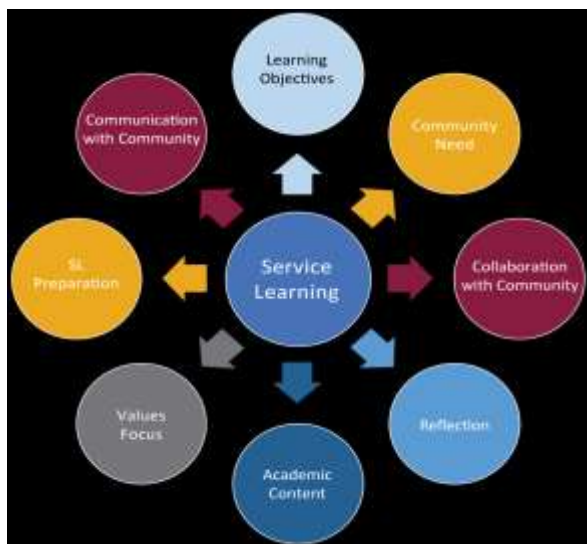 Learning
Objectives
Community
Need
Collaboration
with Community
Reflection
Academic
Content
Values
Focus
SL
Preparation
Communication
with Community
Service
Learning